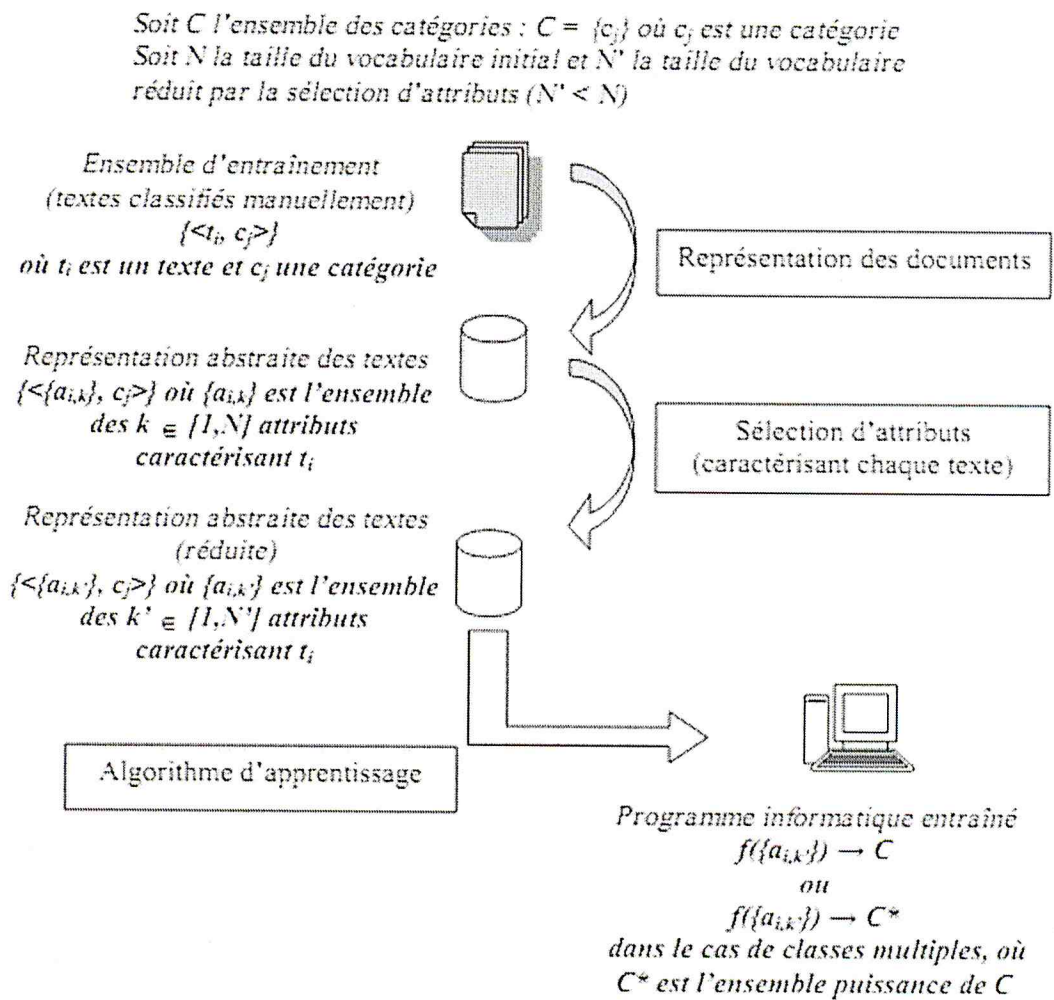 Soit C l'ensemble des catégories : C = {cj} où cj est une catégorie
Soit N la taille du vocabulaire initial et N' la taille du vocabulaire
réduit par la sélection d'attributs (N' < N)
Ensemble d'entraînement
(textes classifiés manuellement)
{<ti, cj>}
où ti est un texte et cj une catégorie
Représentation des documents
Représentation abstraite des textes
{<{ai,k}, cj>} où {ai,k} est l'ensemble
des k ∈ [1,N] attributs
caractérisant ti
Sélection d'attributs
(caractérisant chaque texte)
Représentation abstraite des textes
(réduite)
{<{ai,k'}, cj>} où {ai,k'} est l'ensemble
des k' ∈ [1,N'] attributs
caractérisant ti
Algorithme d'apprentissage
Programme informatique entraîné
f({ai,k'}) → C
ou
f({ai,k'}) → C*
dans le cas de classes multiples, où
C* est l'ensemble puissance de C